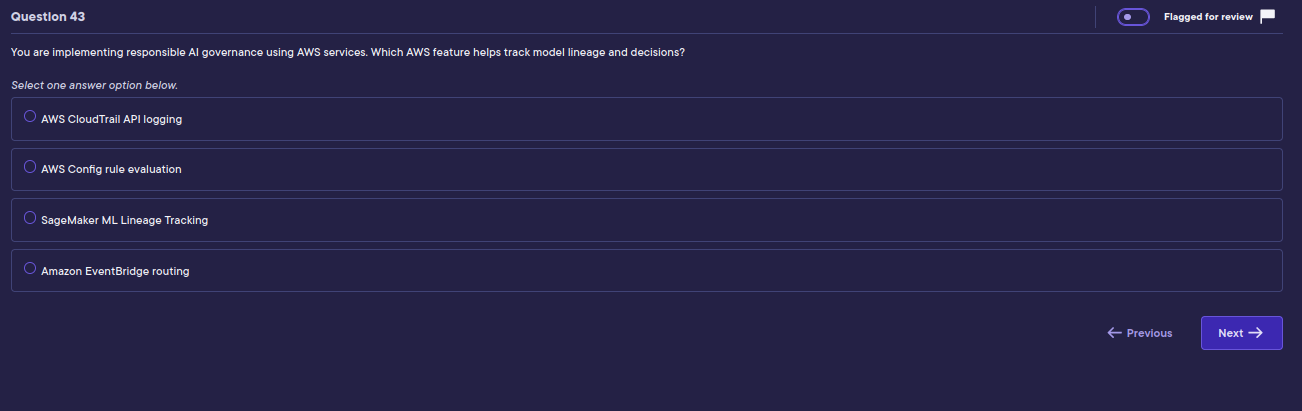 Question 43
Flagged for review
You are implementing responsible AI governance using AWS services. Which AWS feature helps track model lineage and decisions?
Select one answer option below.
AWS CloudTrail API logging
AWS Config rule evaluation
SageMaker ML Lineage Tracking
Amazon EventBridge routing
Previous
Next